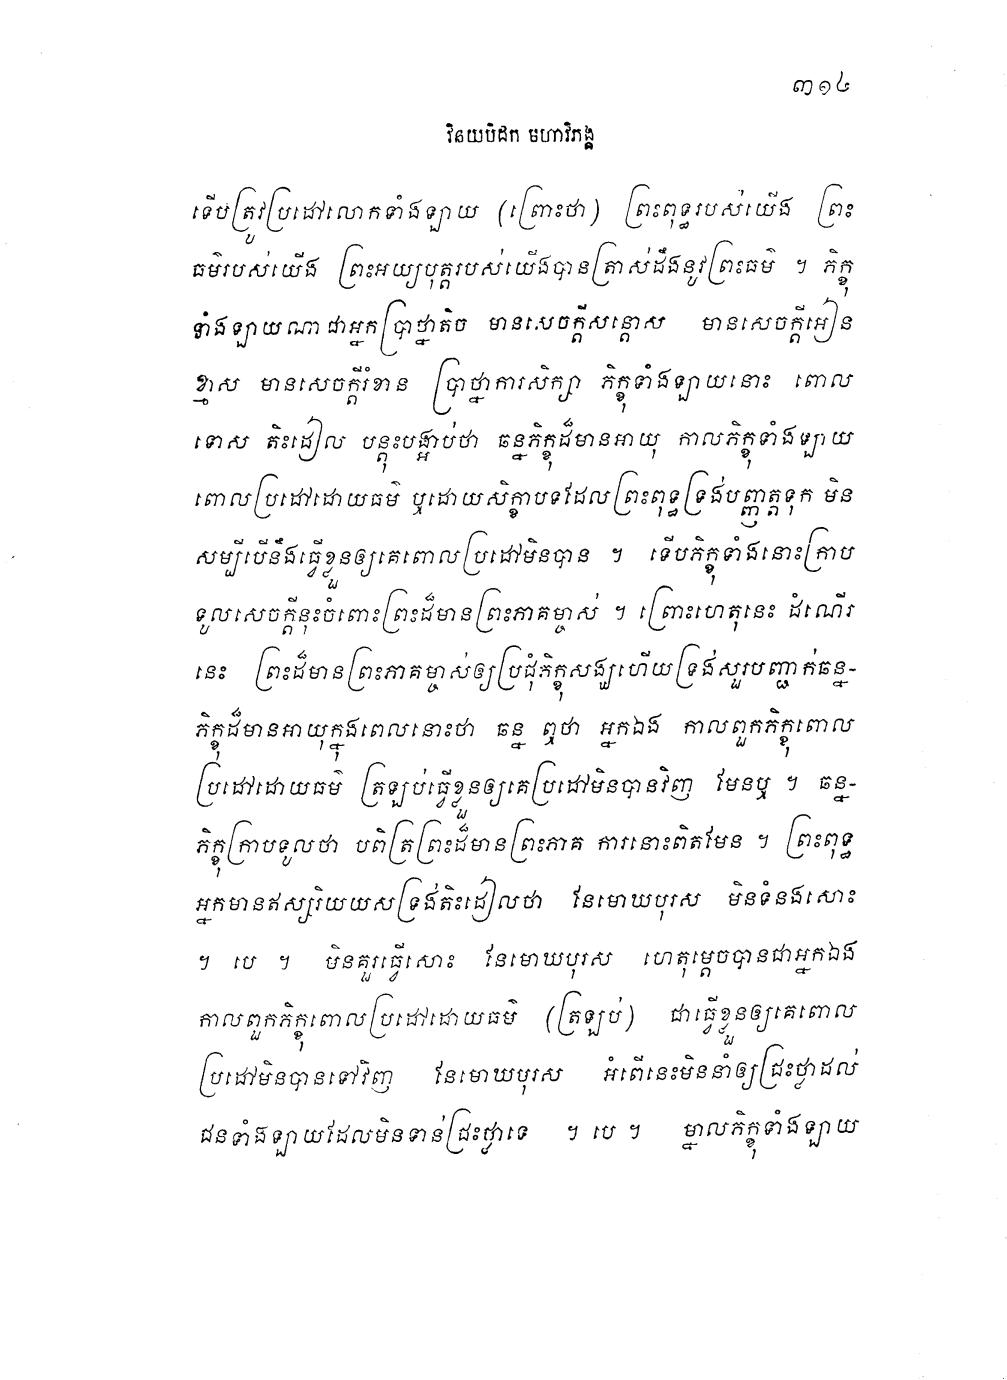 ៣១៤
វិនយបិដក មហាវិភង្គ
ទើបត្រូវប្រដៅលោកទាំងឡាយ (ព្រោះថា) ព្រះពុទ្ធរបស់យើង ព្រះ
ធម៌របស់យើង ព្រះអយ្យបុត្តរបស់យើងបានត្រាស់ដឹងនូវព្រះធម៌ ។ ភិក្ខុ
ទាំងឡាយណាជាអ្នកប្រាថ្នាតិច មានសេចក្តីសន្តោស មានសេចក្តីអៀន
ខ្មាស មានសេចក្តីរំខាន ប្រាថ្នាការសិក្សា ភិក្ខុទាំងឡាយនោះ ពោល
ទោស តិះដៀល បន្តុះបង្អាប់ថា ឆន្នភិក្ខុដ៏មានអាយុ កាលភិក្ខុទាំងឡាយ
ពោលប្រដៅដោយធម៌ ឬដោយសិក្ខាបទដែលព្រះពុទ្ធទ្រង់បញ្ញត្តទុក មិន
សម្បីបើនឹងធ្វើខ្លួនឲ្យគេពោលប្រដៅមិនបាន ។ ទើបភិក្ខុទាំងនោះក្រាប
ទូលសេចក្តីនុះចំពោះព្រះដ៏មានព្រះភាគម្ចាស់ ។ ព្រោះហេតុនេះ ដំណើរ
នេះ ព្រះដ៏មានព្រះភាគម្ចាស់ឲ្យប្រជុំភិក្ខុសង្ឃហើយទ្រង់សួរបញ្ជាក់ឆន្ន-
ភិក្ខុដ៏មានអាយុក្នុងពេលនោះថា ឆន្ន ឮថា អ្នកឯង កាលពួកភិក្ខុពោល
ប្រដៅដោយធម៌ ត្រឡប់ធ្វើខ្លួនឲ្យគេប្រដៅមិនបានវិញ មែនឬ ។ ឆន្ន-
ភិក្ខុក្រាបទូលថា បពិត្រព្រះដ៏មានព្រះភាគ ការនោះពិតមែន ។ ព្រះពុទ្ធ
អ្នកមានឥស្សរិយយសទ្រង់តិះដៀលថា នែមោឃបុរស មិនទំនងសោះ
។ បេ ។ មិនគួរធ្វើសោះ នែមោឃបុរស ហេតុម្តេចបានជាអ្នកឯង
កាលពួកភិក្ខុពោលប្រដៅដោយធម៌ (ត្រឡប់) ជាធ្វើខ្លួនឲ្យគេពោល
ប្រដៅមិនបានទៅវិញ នែមោឃបុរស អំពើនេះមិននាំឲ្យជ្រះថ្លាដល់
ជនទាំងឡាយដែលមិនទាន់ជ្រះថ្លាទេ ។ បេ ។ ម្នាលភិក្ខុទាំងឡាយ